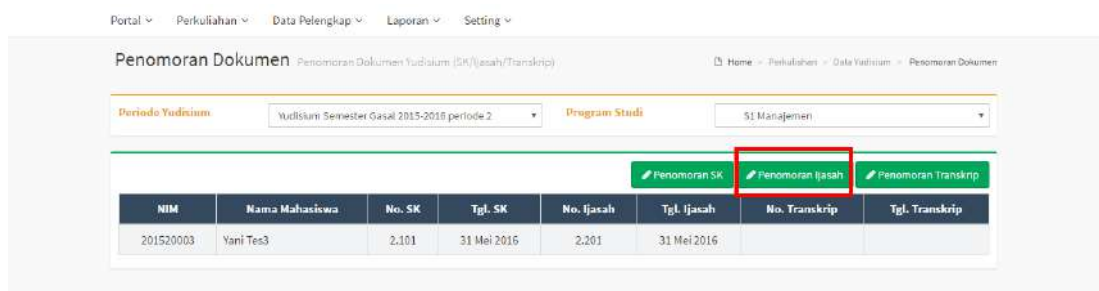 Portal Perkuliahan Data Pelengkap Laporan Setting
Penomoran Dokumen Penomoran Dokumen Yudisium (SK/Ijasah/Transkrip) Home > Perkuliahan > Data Yudisium > Penomoran Dokumen
Periode Yudisium Yudisium Semester Gasal 2015-2016 periode 2 Program Studi S1 Manajemen
Penomoran SK Penomoran Ijasah Penomoran Transkrip
NIM Nama Mahasiswa No. SK Tgl. SK No. Ijasah Tgl. Ijasah No. Transkrip Tgl. Transkrip
201520003 Yani Tes3 2.101 31 Mei 2016 2.201 31 Mei 2016